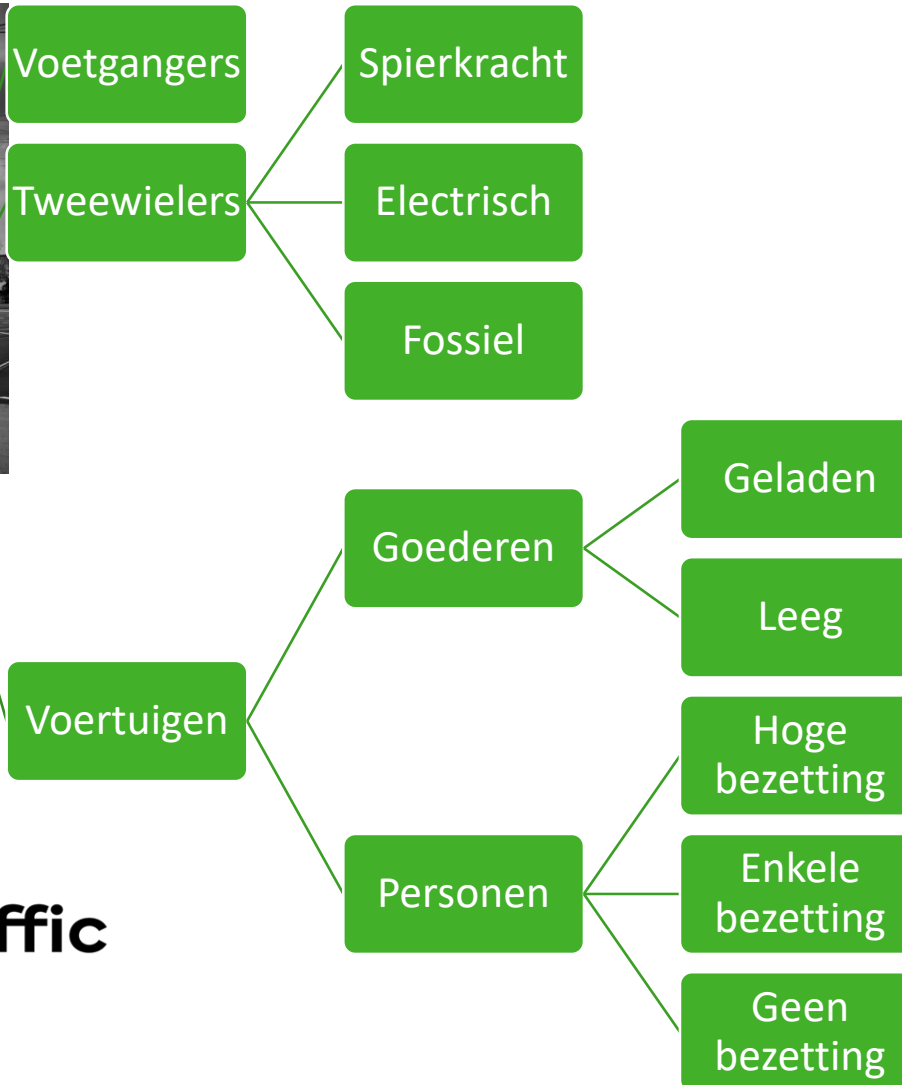 Voetgangers
Spierkracht
Tweewielers
Electrisch
Fossiel
Geladen
Goederen
Leeg
Voertuigen
Hoge
bezetting
Personen
Enkele
bezetting
ffic
Geen
bezetting